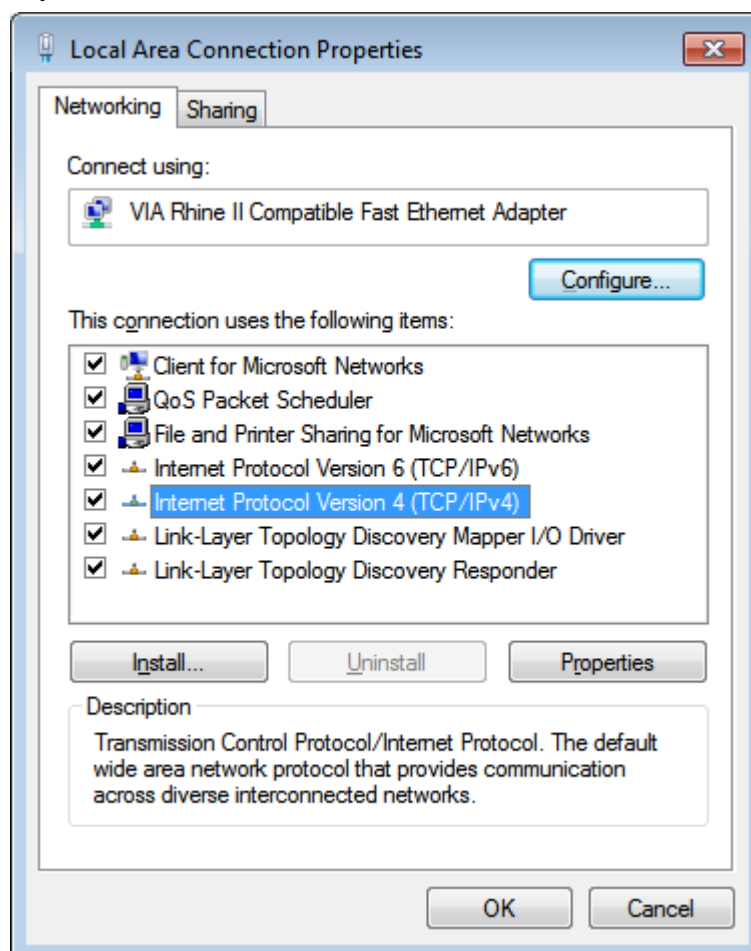 Local Area Connection Properties
Networking
Sharing
Connect using:
VIA Rhine II Compatible Fast Ethernet Adapter
Configure...
This connection uses the following items:
Client for Microsoft Networks
QoS Packet Scheduler
File and Printer Sharing for Microsoft Networks
Internet Protocol Version 6 (TCP/IPv6)
Internet Protocol Version 4 (TCP/IPv4)
Link-Layer Topology Discovery Mapper I/O Driver
Link-Layer Topology Discovery Responder
Install...
Uninstall
Properties
Description
Transmission Control Protocol/Internet Protocol. The default
wide area network protocol that provides communication
across diverse interconnected networks.
OK
Cancel